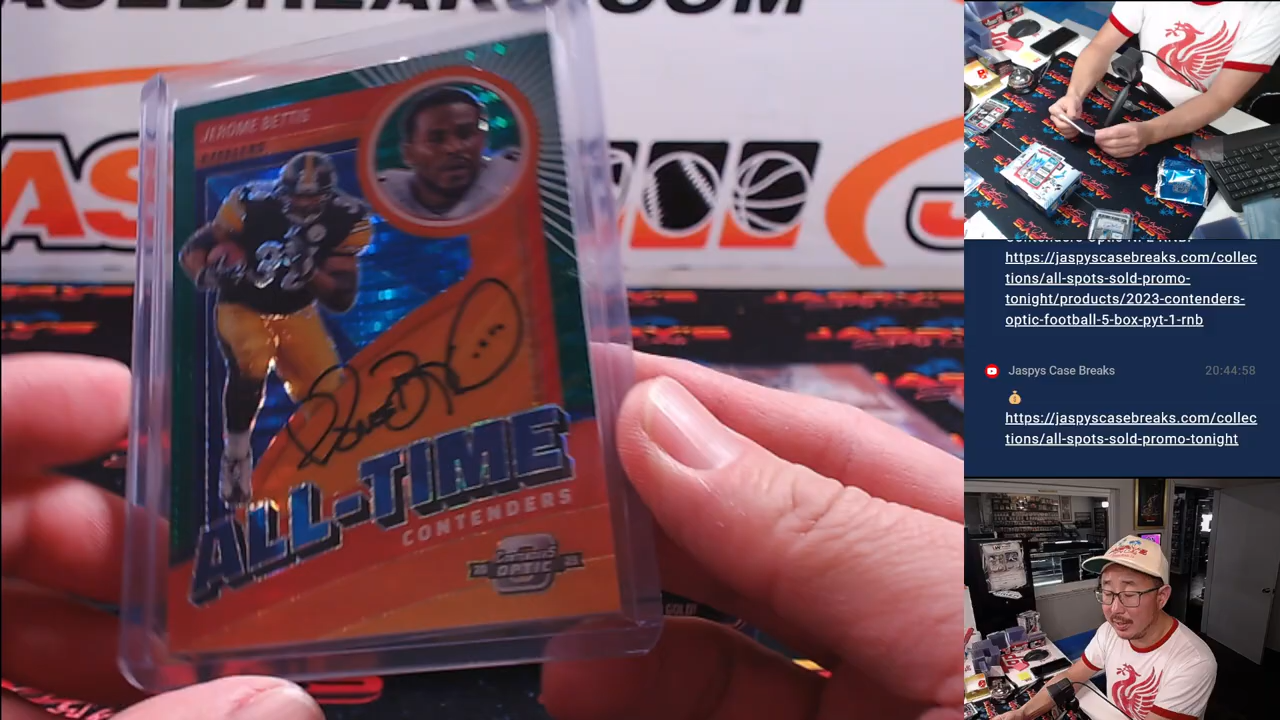 JEROME BETTIS
STEELERS
ALL-TIME
CONTENDERS
OPTIC
https://jaspyscasebreaks.com/collec
tions/all-spots-sold-promo-
tonight/products/2023-contenders-
optic-football-5-box-pyt-1-rnb
Jaspys Case Breaks 20:44:58
https://jaspyscasebreaks.com/collec
tions/all-spots-sold-promo-tonight